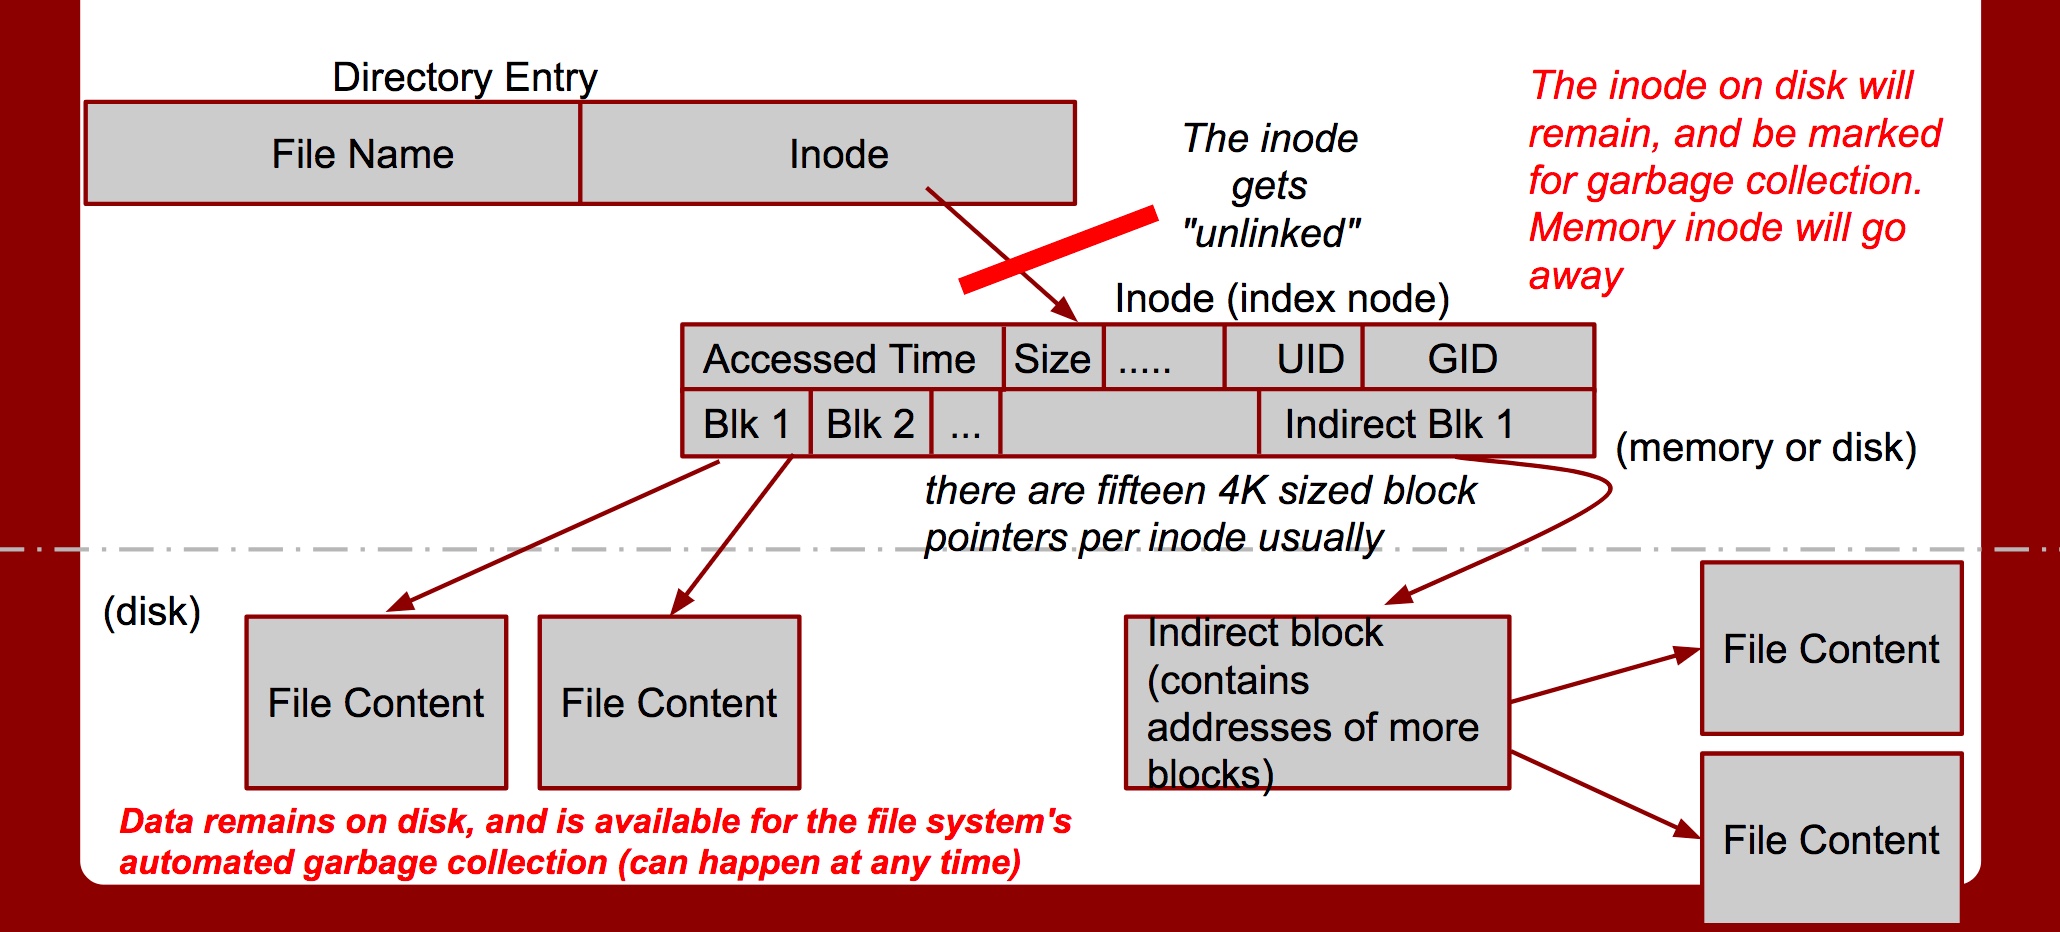 Directory Entry
File Name
Inode
The inode
gets
"unlinked"
The inode on disk will
remain, and be marked
for garbage collection.
Memory inode will go
away
Inode (index node)
Accessed Time
Size
.....
UID
GID
Blk 1
Blk 2
...
Indirect Blk 1
(memory or disk)
there are fifteen 4K sized block
pointers per inode usually
(disk)
File Content
File Content
Indirect block
(contains
addresses of more
blocks)
File Content
File Content
Data remains on disk, and is available for the file system's
automated garbage collection (can happen at any time)